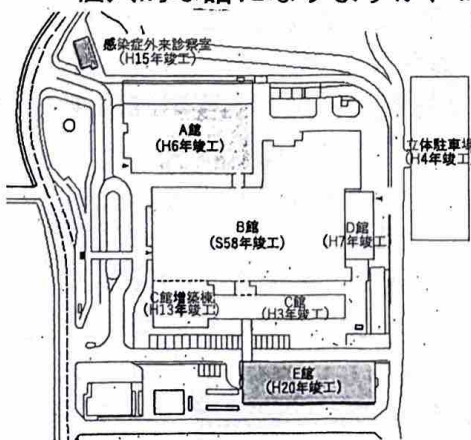 感染症外来診察室
(H15年竣工)
A館
(H6年竣工)
立体駐車場
(H4年竣工)
B館
(S58年竣工)
D館
(H7年竣工)
C館増築棟
(H13年竣工)
C館
(H3年竣工)
E館
(H20年竣工)